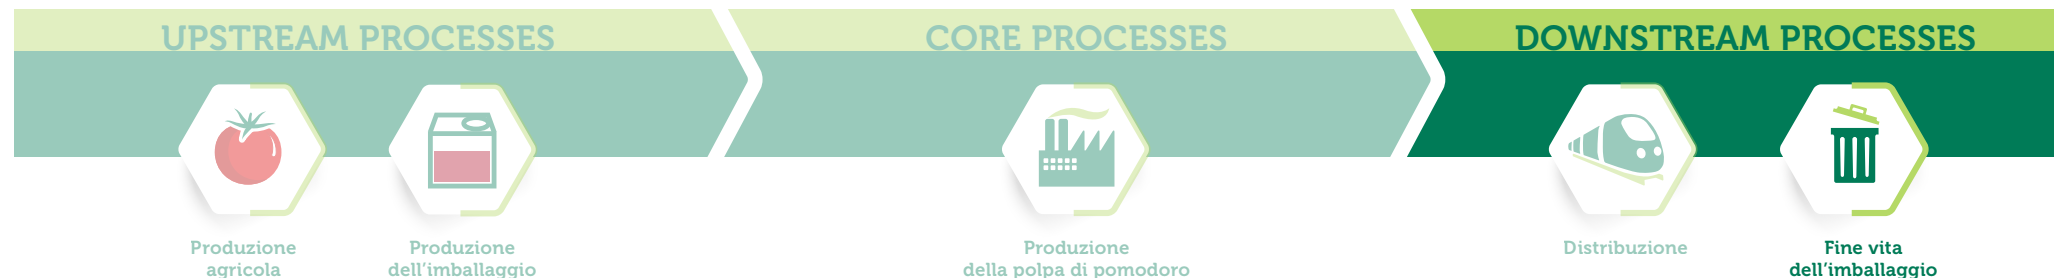 UPSTREAM PROCESSES
CORE PROCESSES
DOWNSTREAM PROCESSES
Produzione
agricola
Produzione
dell'imballaggio
Produzione
della polpa di pomodoro
Distribuzione
Fine vita
dell'imballaggio